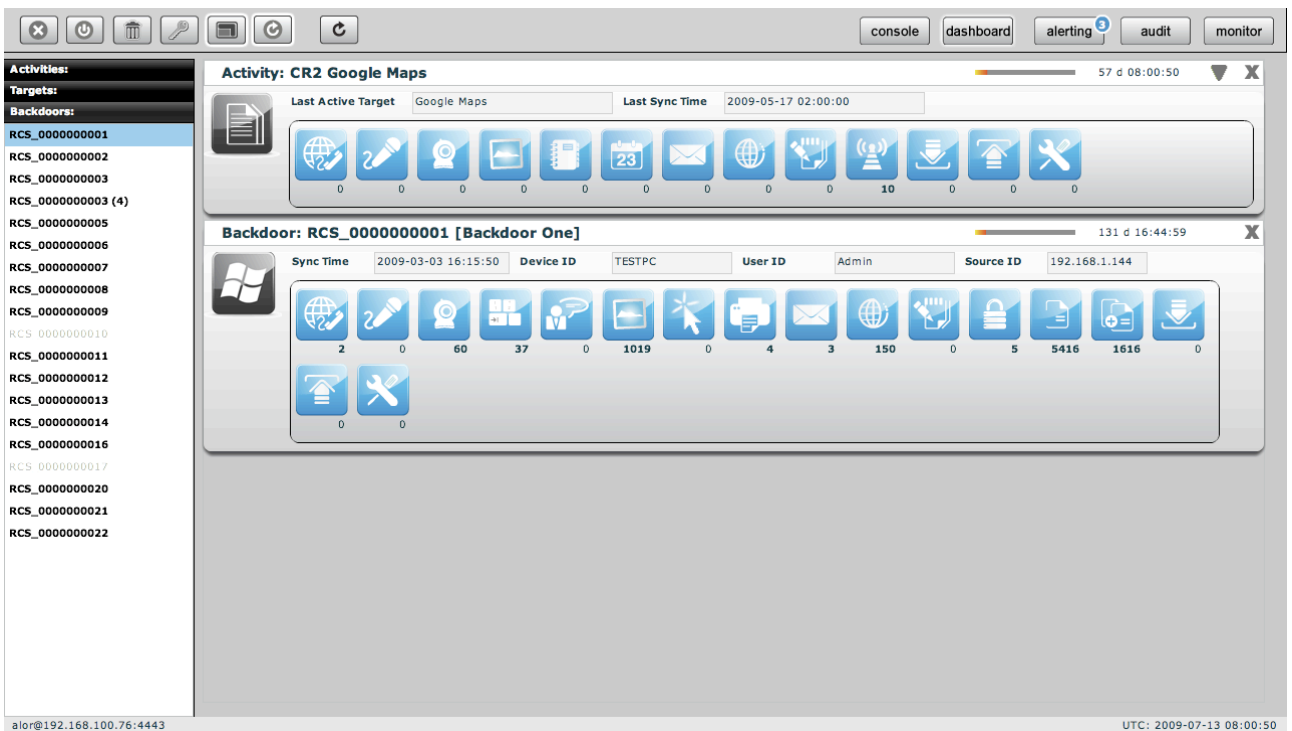 console dashboard alerting 3 audit monitor
Activities:
Targets:
Backdoors:
RCS_0000000001
RCS_0000000002
RCS_0000000003
RCS_0000000003 (4)
RCS_0000000005
RCS_0000000006
RCS_0000000007
RCS_0000000008
RCS_0000000009
RCS_0000000010
RCS_0000000011
RCS_0000000012
RCS_0000000013
RCS_0000000014
RCS_0000000016
RCS_0000000017
RCS_0000000020
RCS_0000000021
RCS_0000000022
Activity: CR2 Google Maps 57 d 08:00:50 X
Last Active Target Google Maps Last Sync Time 2009-05-17 02:00:00
23
0 0 0 0 0 0 0 0 0 10 0 0 0
Backdoor: RCS_0000000001 [Backdoor One] 131 d 16:44:59 X
Sync Time 2009-03-03 16:15:50 Device ID TESTPC User ID Admin Source ID 192.168.1.144
2 0 60 37 0 1019 0 4 3 150 0 5 5416 1616 0
0 0
alor@192.168.100.76:4443 UTC: 2009-07-13 08:00:50